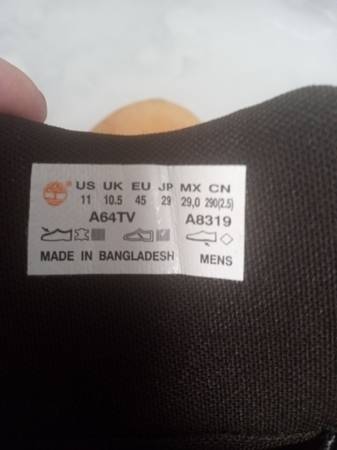 US UK EU JP MX CN
11 10.5 45 29 29,0 290(2.5)
A64TV A8319
MADE IN BANGLADESH MENS